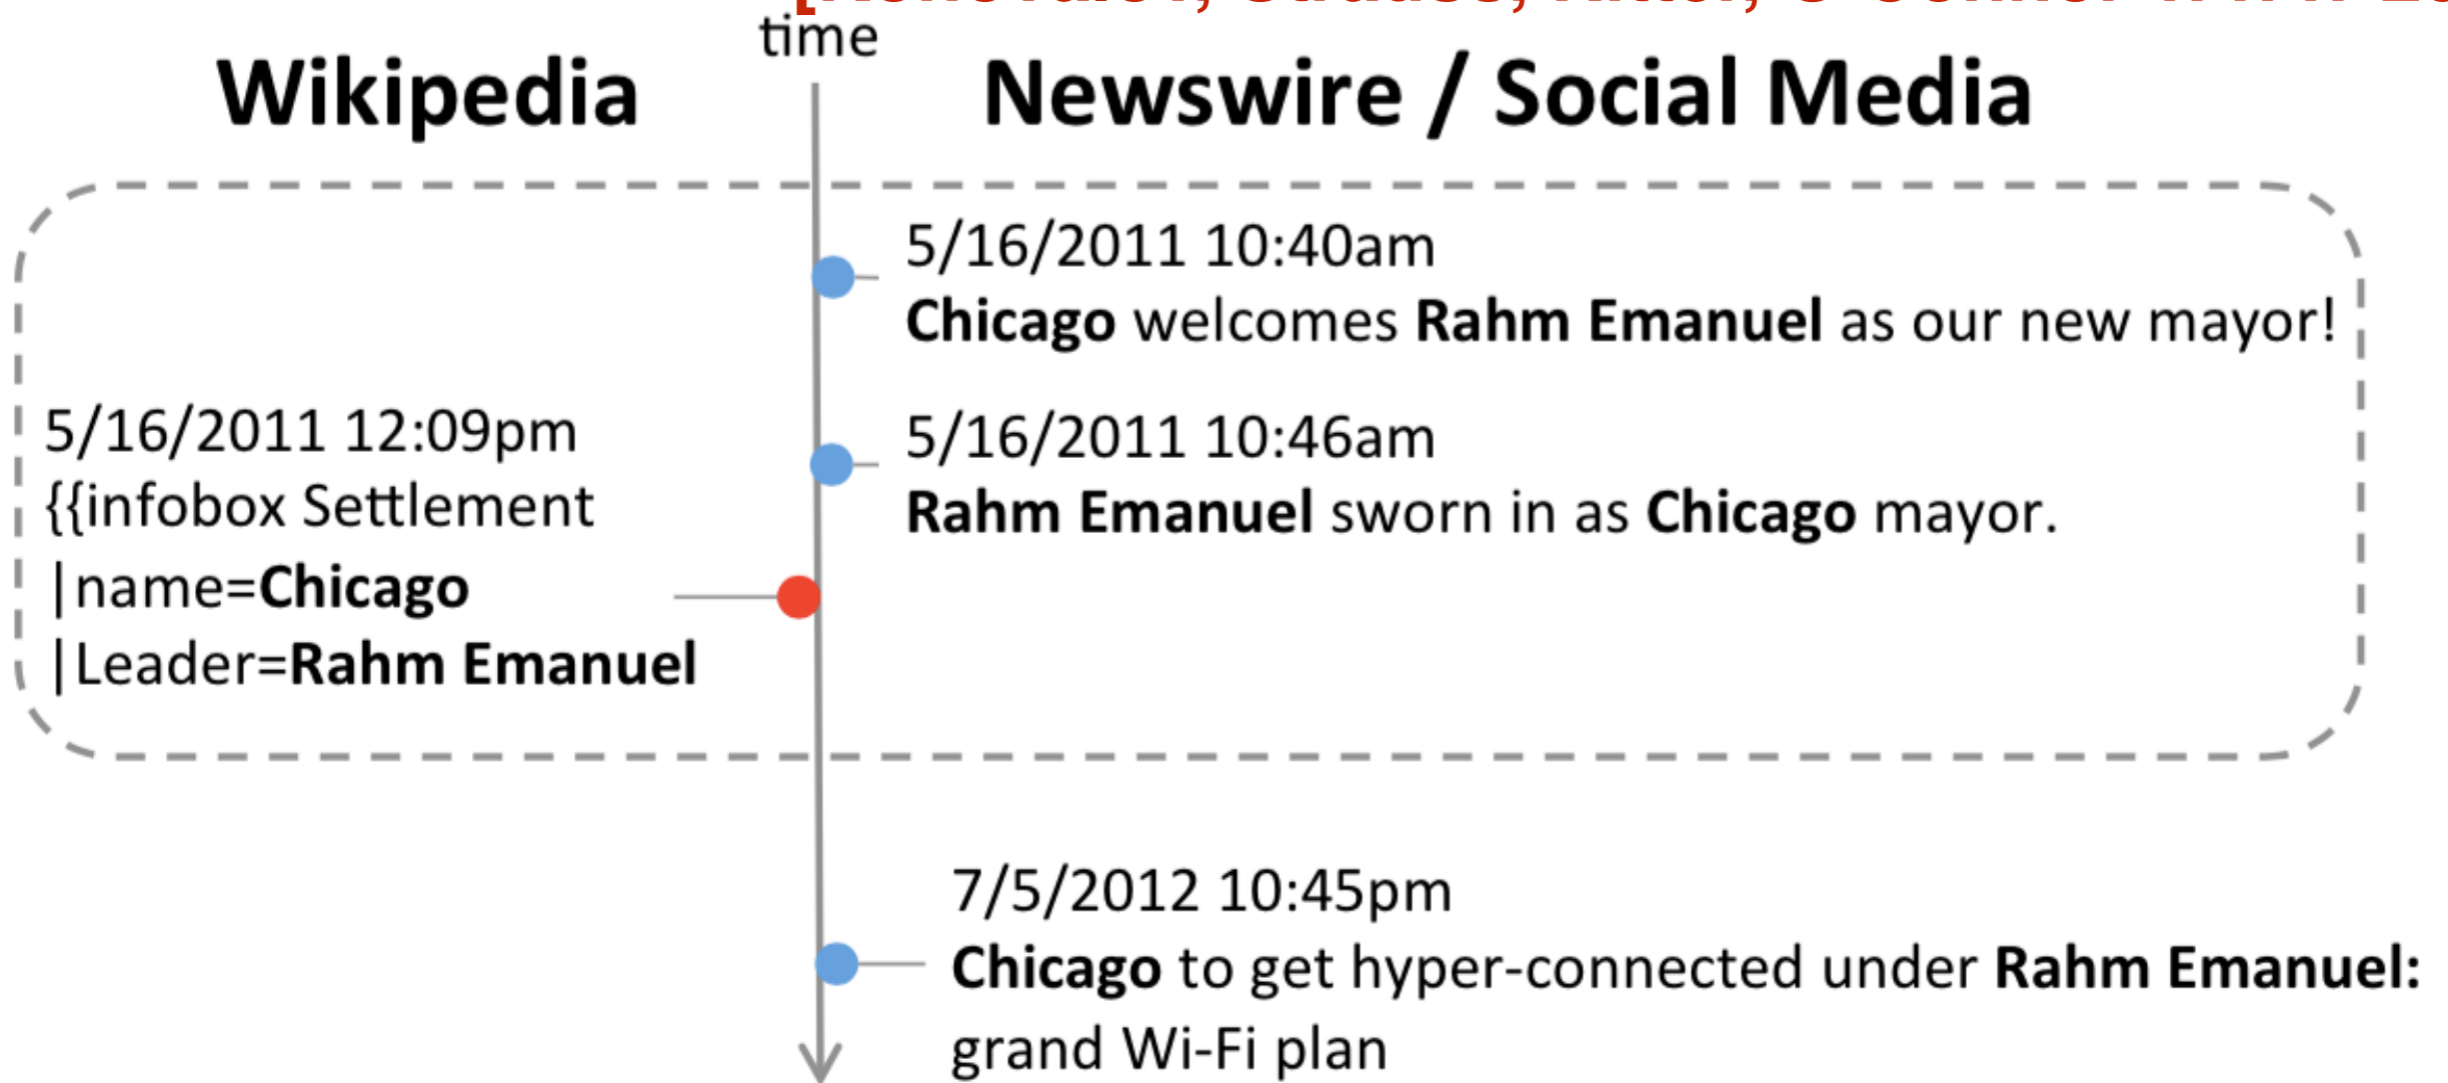 time
Wikipedia
Newswire / Social Media
5/16/2011 10:40am
Chicago welcomes Rahm Emanuel as our new mayor!
5/16/2011 12:09pm
{{infobox Settlement
|name=Chicago
|Leader=Rahm Emanuel
5/16/2011 10:46am
Rahm Emanuel sworn in as Chicago mayor.
7/5/2012 10:45pm
Chicago to get hyper-connected under Rahm Emanuel:
grand Wi-Fi plan